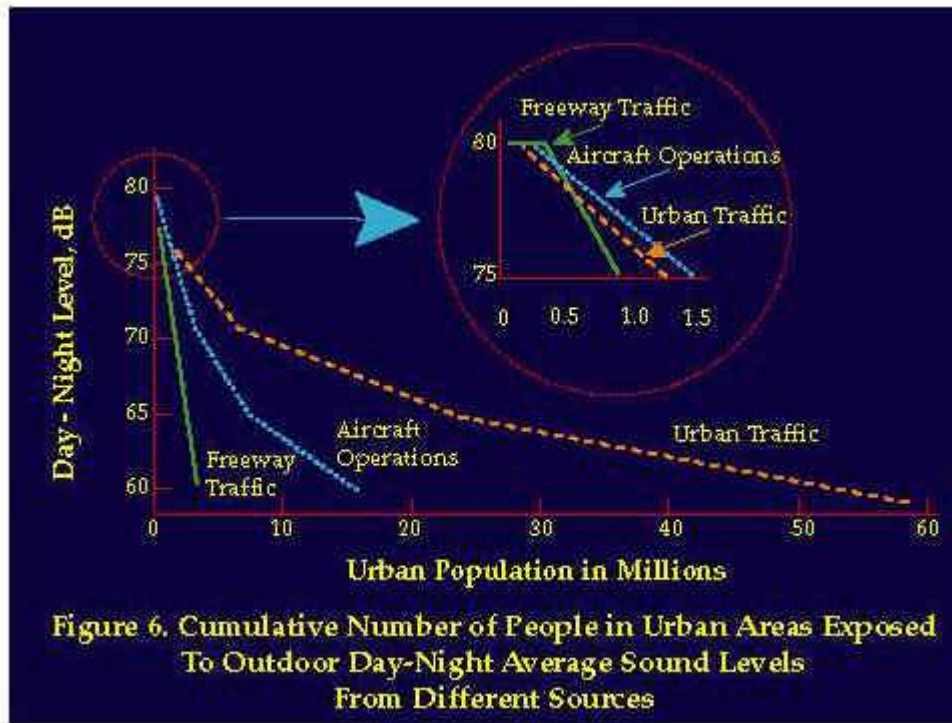 Freeway Traffic
80
Aircraft Operations
Urban Traffic
75
0 0.5 1.0 1.5
Day - Night Level, dB
80
75
70
65
60
Freeway
Traffic
Aircraft
Operations
Urban Traffic
0 10 20 30 40 50 60
Urban Population in Millions
Figure 6. Cumulative Number of People in Urban Areas Exposed
To Outdoor Day-Night Average Sound Levels
From Different Sources